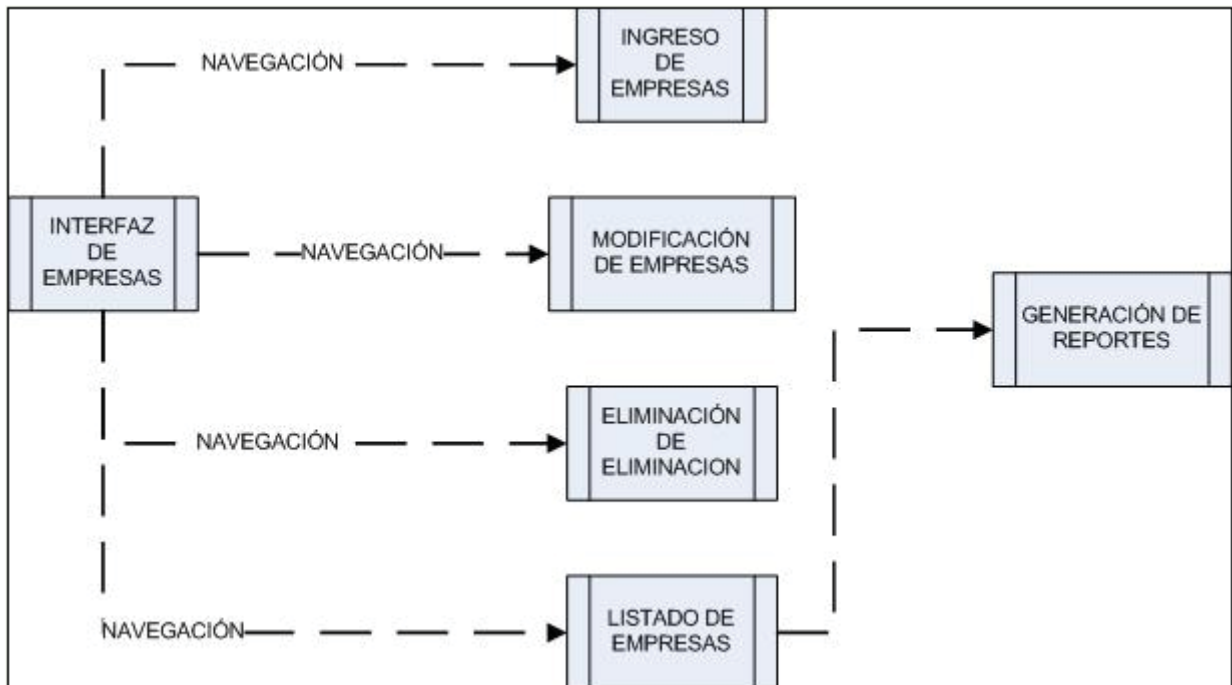 NAVEGACIÓN
INGRESO
DE
EMPRESAS
INTERFAZ
DE
EMPRESAS
NAVEGACIÓN
MODIFICACIÓN
DE EMPRESAS
GENERACIÓN DE
REPORTES
NAVEGACIÓN
ELIMINACIÓN
DE
ELIMINACION
NAVEGACIÓN
LISTADO DE
EMPRESAS